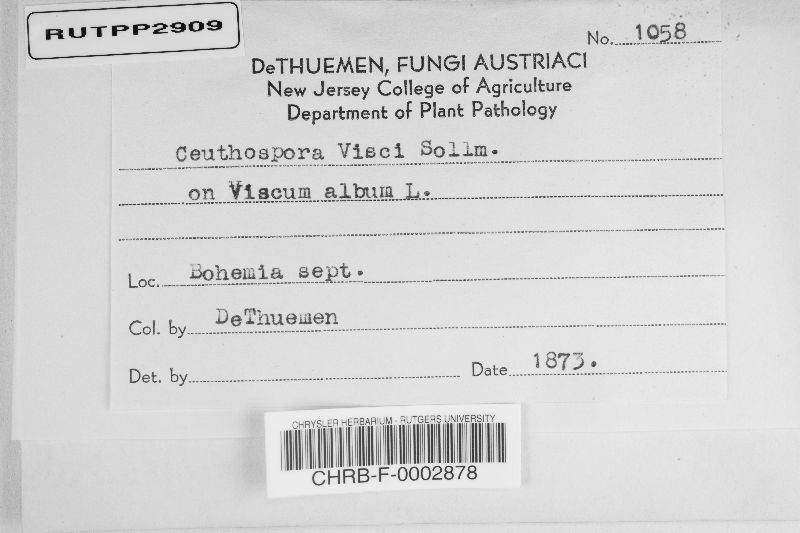 RUTPP2909
No. 1058
DeTHUEMEN, FUNGI AUSTRIACI
New Jersey College of Agriculture
Department of Plant Pathology
Ceuthospora Visci Sollm.
on Viscum album L.
Loc. Bohemia sept.
Col. by DeThuemen
Det. by
Date 1873.
CHRYSLER HERBARIUM - RUTGERS UNIVERSITY
CHRB-F-0002878